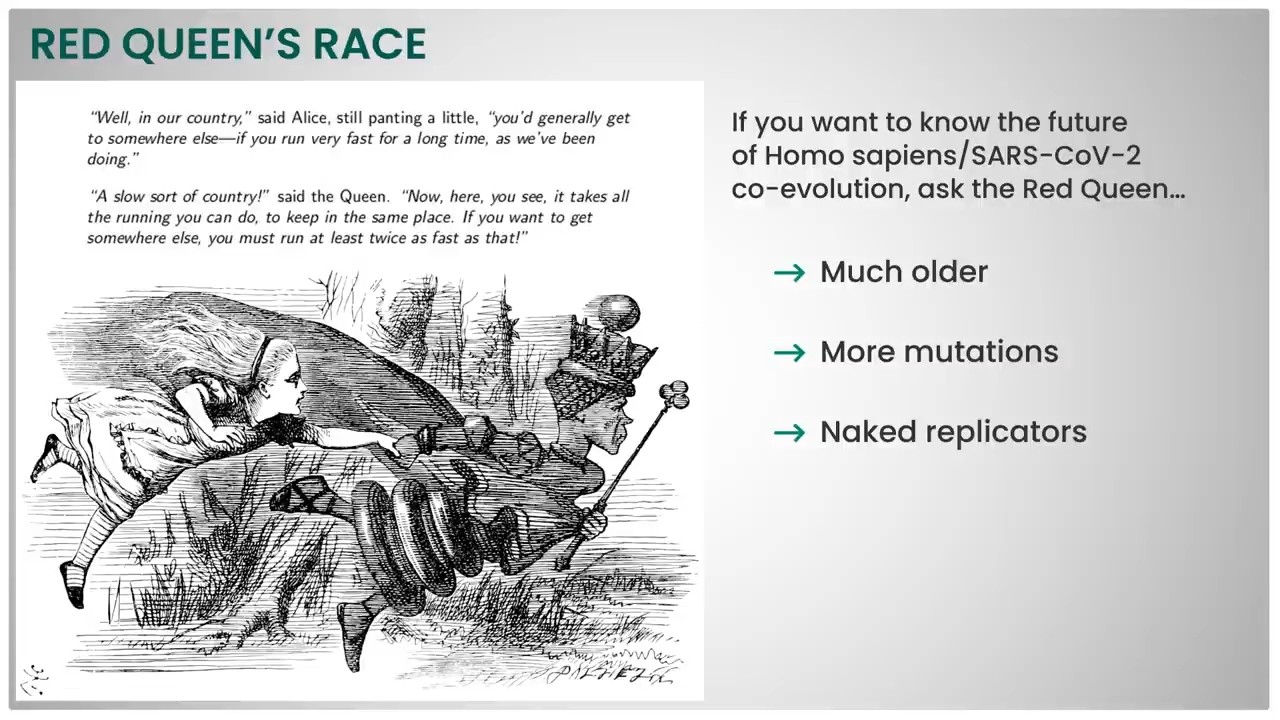 RED QUEEN’S RACE
“Well, in our country,” said Alice, still panting a little, “you’d generally get
to somewhere else—if you run very fast for a long time, as we’ve been
doing.”
“A slow sort of country!” said the Queen. “Now, here, you see, it takes all
the running you can do, to keep in the same place. If you want to get
somewhere else, you must run at least twice as fast as that!”
If you want to know the future
of Homo sapiens/SARS-CoV-2
co-evolution, ask the Red Queen…
→ Much older
→ More mutations
→ Naked replicators